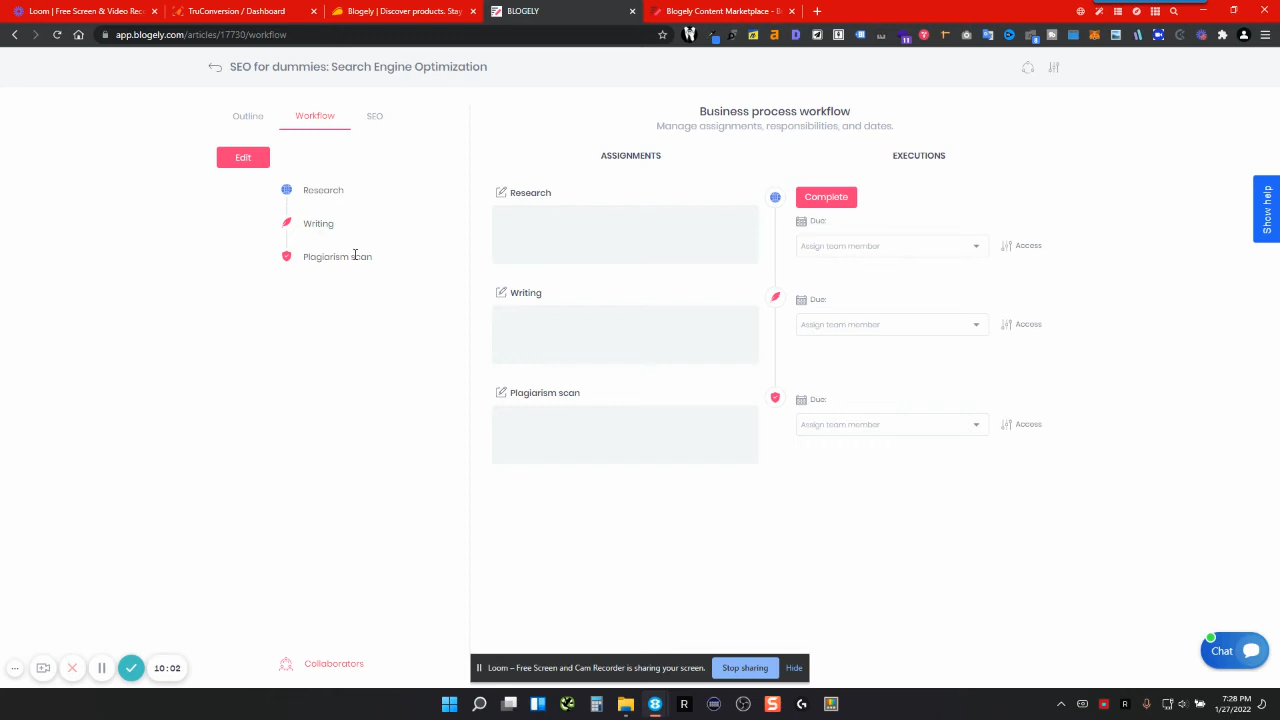 Loom | Free Screen & Video Rec
TruConversion / Dashboard
Blogely | Discover products. Stay
BLOGELY
Blogely Content Marketplace - B
app.blogely.com/articles/17730/workflow
SEO for dummies: Search Engine Optimization
Outline
Workflow
SEO
Edit
Research
Writing
Plagiarism scan
Collaborators
Business process workflow
Manage assignments, responsibilities, and dates.
ASSIGNMENTS
EXECUTIONS
Research
Complete
Due:
Assign team member
Access
Writing
Due:
Assign team member
Access
Plagiarism scan
Due:
Assign team member
Access
Show help
Chat
10:02
Loom – Free Screen and Cam Recorder is sharing your screen.
Stop sharing
Hide
7:28 PM
1/27/2022